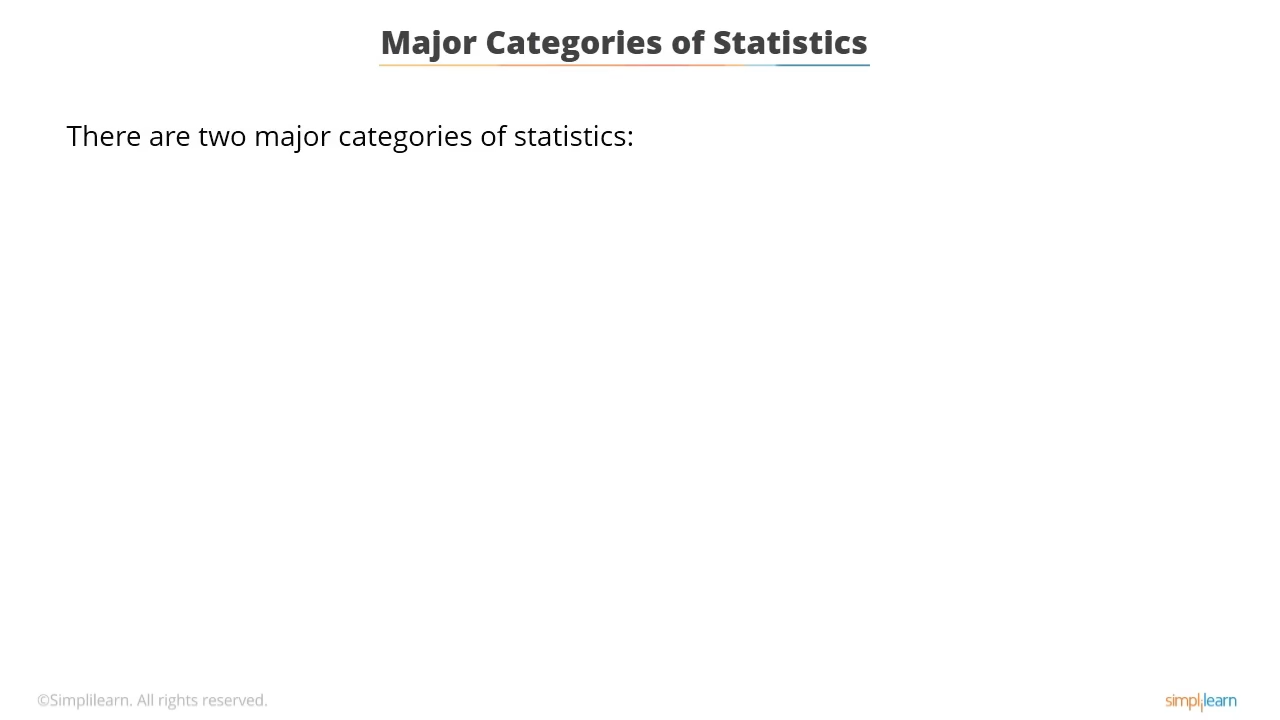 Major Categories of Statistics
There are two major categories of statistics:
©Simplilearn. All rights reserved.
simplilearn